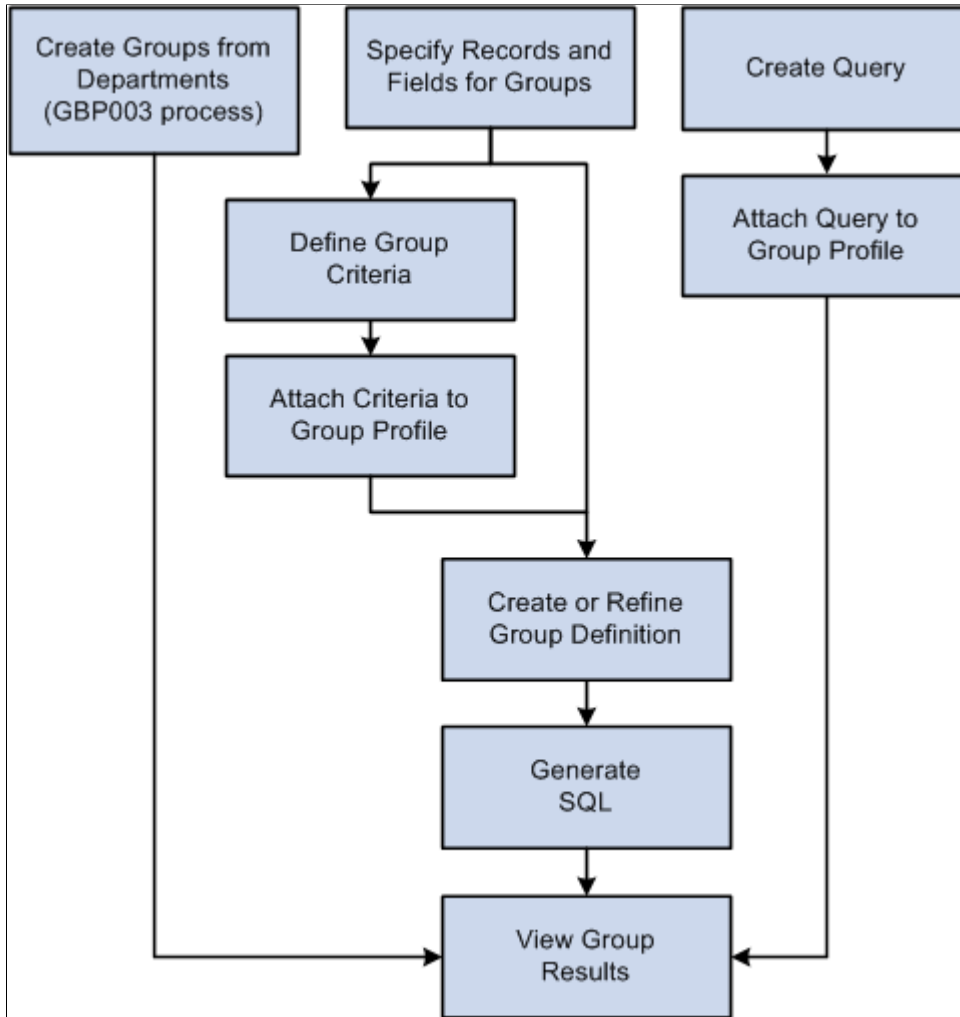 Create Groups from
Departments
(GBP003 process)
Specify Records and
Fields for Groups
Create Query
Define Group
Criteria
Attach Query to
Group Profile
Attach Criteria to
Group Profile
Create or Refine
Group Definition
Generate
SQL
View Group
Results